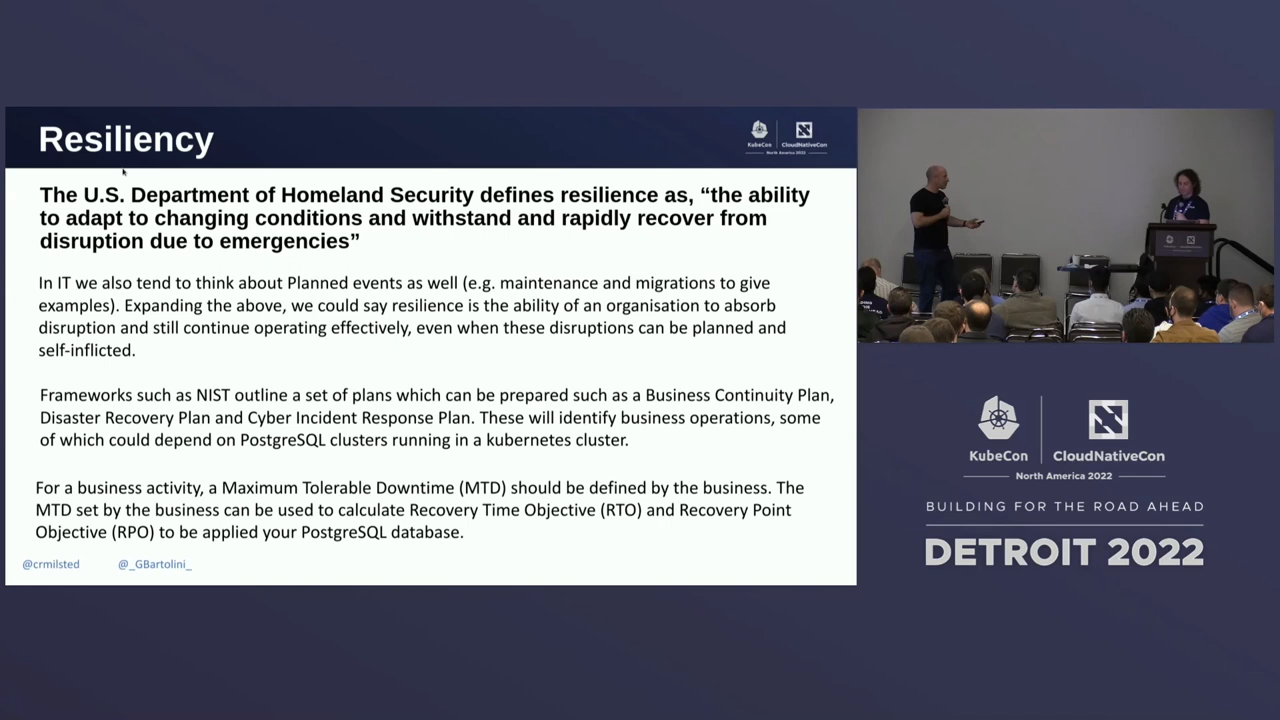 Resiliency
KubeCon
CloudNativeCon
North America 2022
The U.S. Department of Homeland Security defines resilience as, “the ability
to adapt to changing conditions and withstand and rapidly recover from
disruption due to emergencies”
In IT we also tend to think about Planned events as well (e.g. maintenance and migrations to give
examples). Expanding the above, we could say resilience is the ability of an organisation to absorb
disruption and still continue operating effectively, even when these disruptions can be planned and
self-inflicted.
Frameworks such as NIST outline a set of plans which can be prepared such as a Business Continuity Plan,
Disaster Recovery Plan and Cyber Incident Response Plan. These will identify business operations, some
of which could depend on PostgreSQL clusters running in a kubernetes cluster.
For a business activity, a Maximum Tolerable Downtime (MTD) should be defined by the business. The
MTD set by the business can be used to calculate Recovery Time Objective (RTO) and Recovery Point
Objective (RPO) to be applied your PostgreSQL database.
@crmilsted @_GBartolini_
KubeCon
CloudNativeCon
North America 2022
BUILDING FOR THE ROAD AHEAD
DETROIT 2022